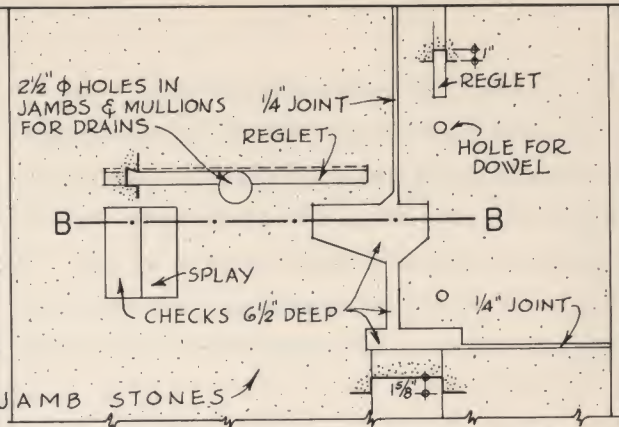 2½" ϕ HOLES IN
JAMBS & MULLIONS
FOR DRAINS
¼" JOINT
REGLET
1"
REGLET
HOLE FOR
DOWEL
B
B
SPLAY
CHECKS 6½" DEEP
¼" JOINT
JAMB STONES
1⅝"